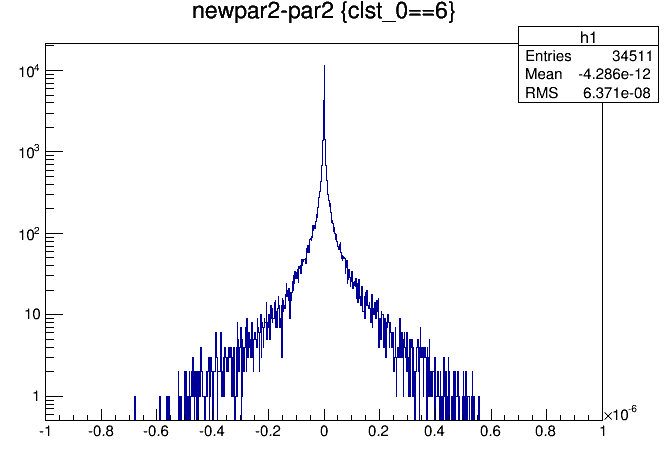 newpar2-par2 {clst_0==6}
h1
Entries 34511
Mean -4.286e-12
RMS 6.371e-08
10^4
10^3
10^2
10
1
-1 -0.8 -0.6 -0.4 -0.2 0 0.2 0.4 0.6 0.8 1
×10^-6